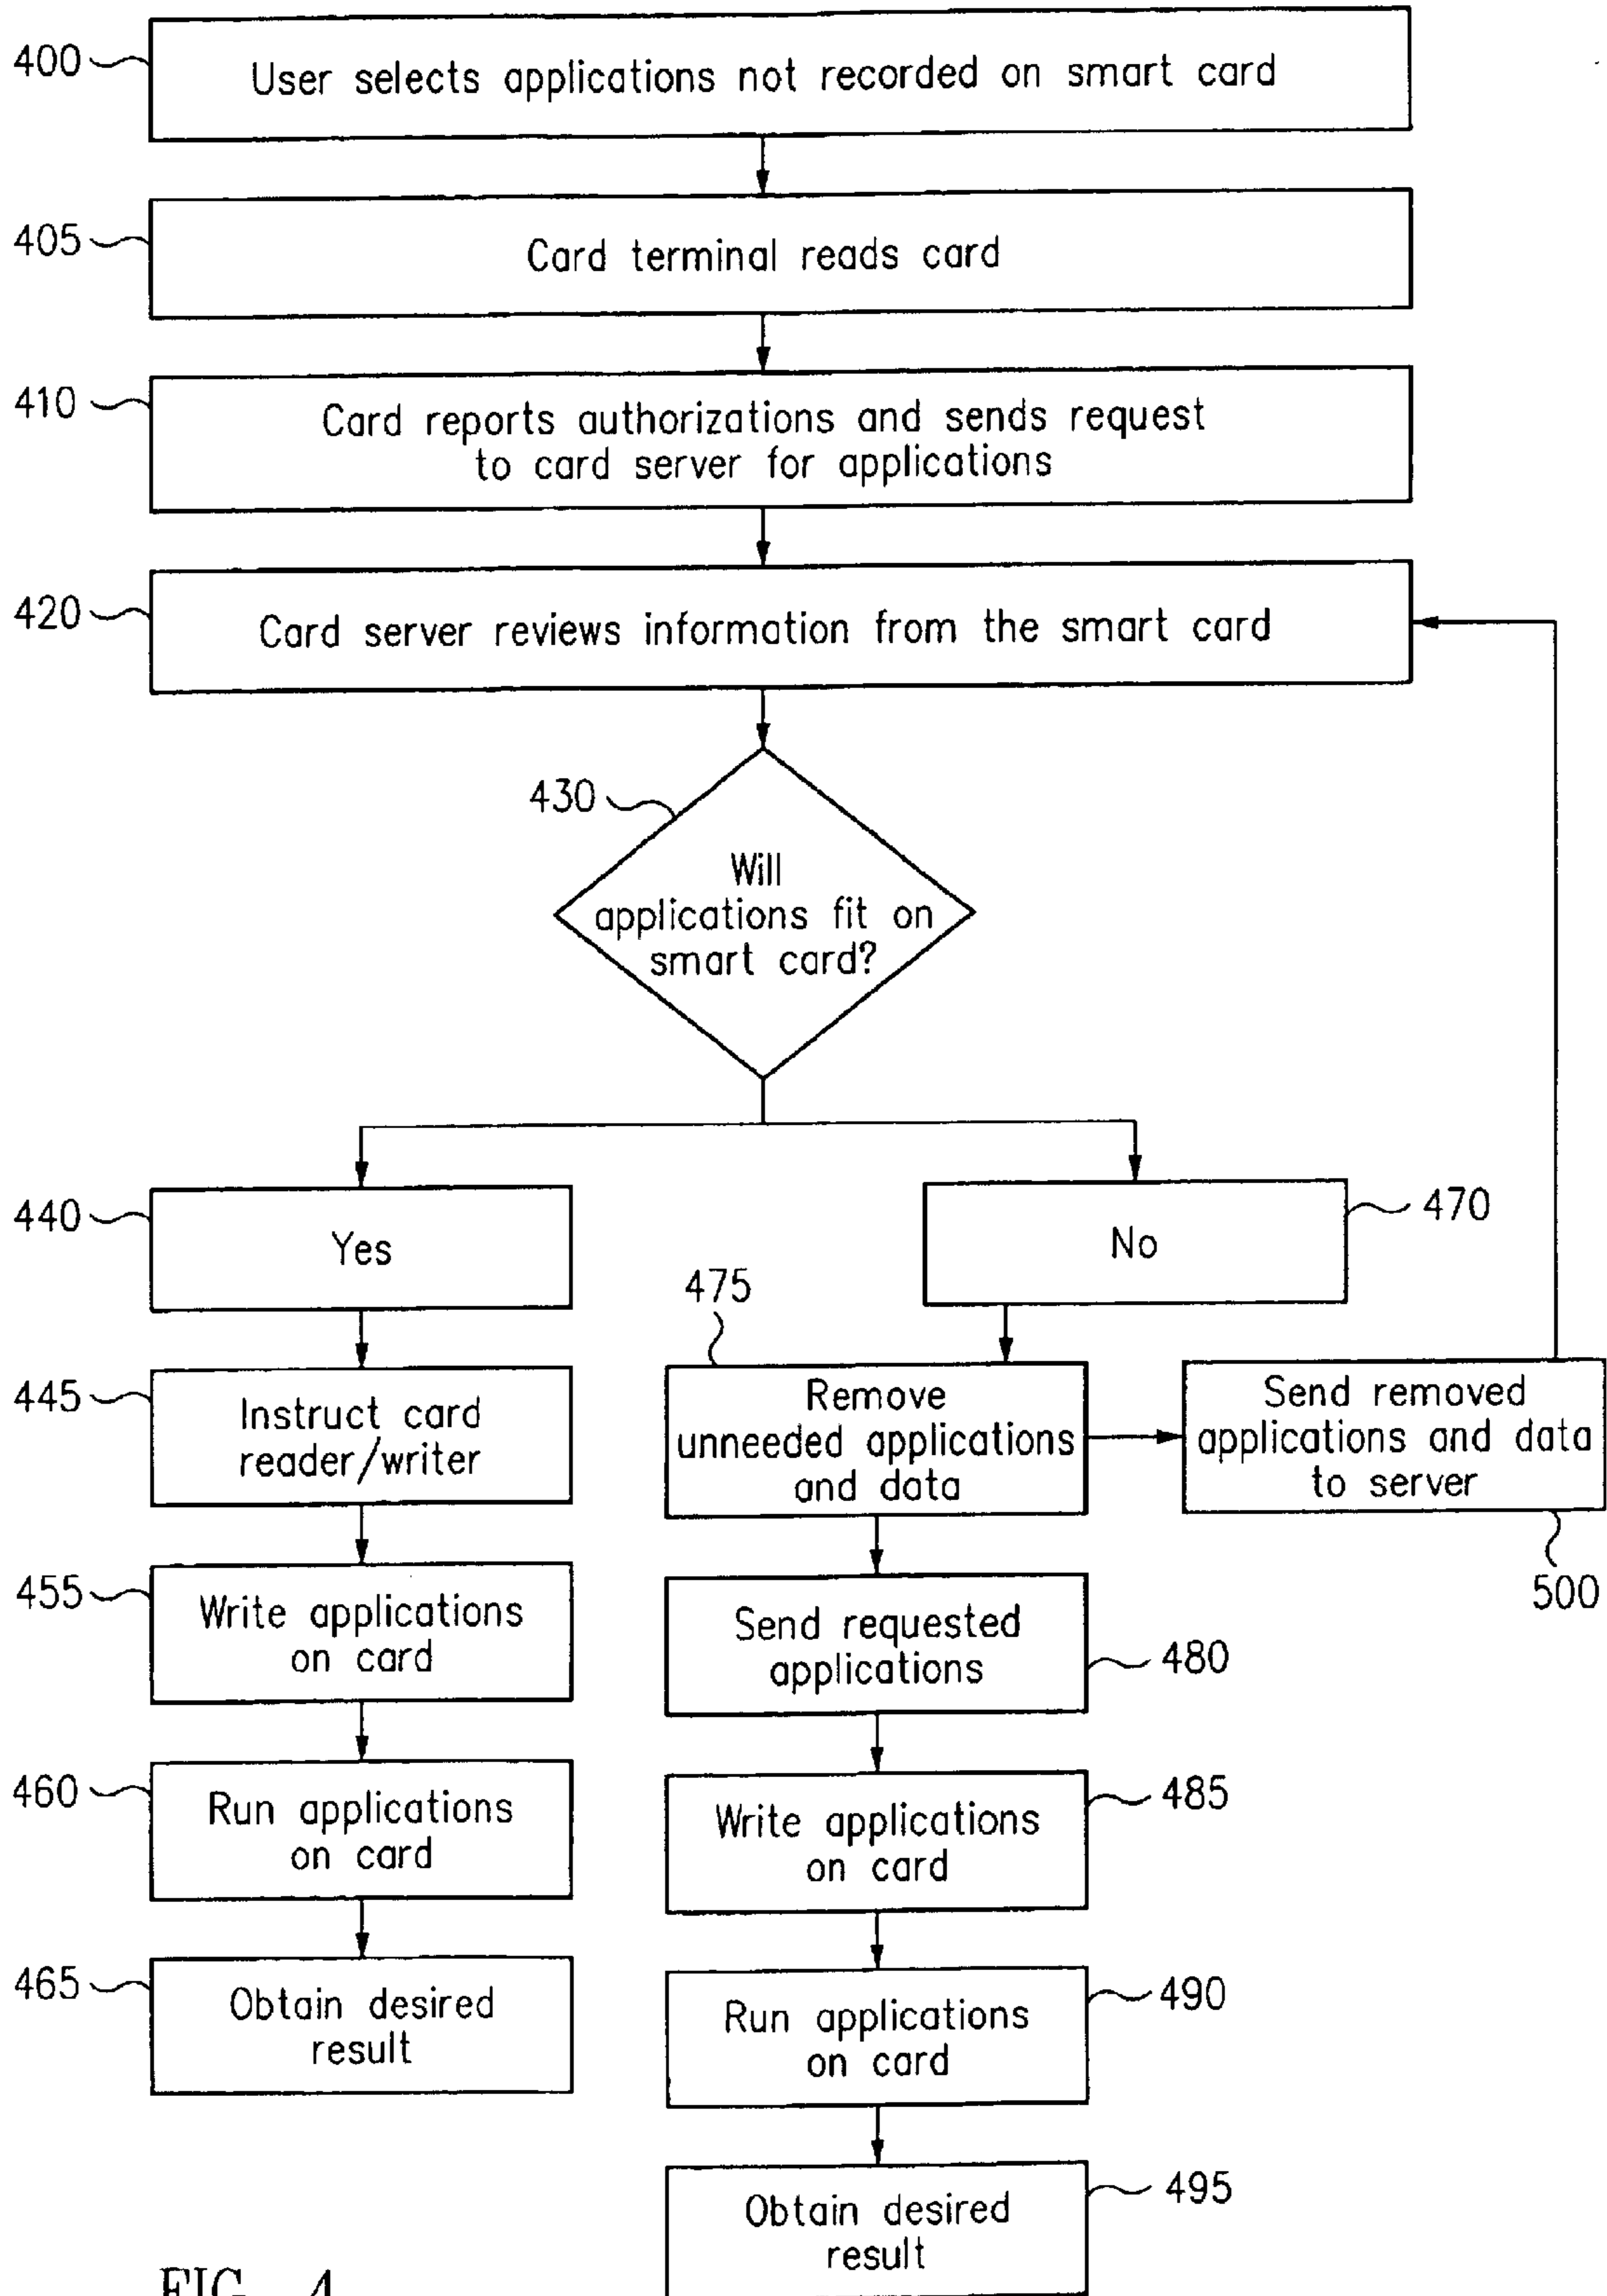 400
User selects applications not recorded on smart card
405
Card terminal reads card
410
Card reports authorizations and sends request
to card server for applications
420
Card server reviews information from the smart card
430
Will
applications fit on
smart card?
440
Yes
470
No
445
Instruct card
reader/writer
475
Remove
unneeded applications
and data
Send removed
applications and data
to server
500
455
Write applications
on card
Send requested
applications
480
460
Run applications
on card
485
Write applications
on card
465
Obtain desired
result
490
Run applications
on card
495
Obtain desired
result
FIG. 4